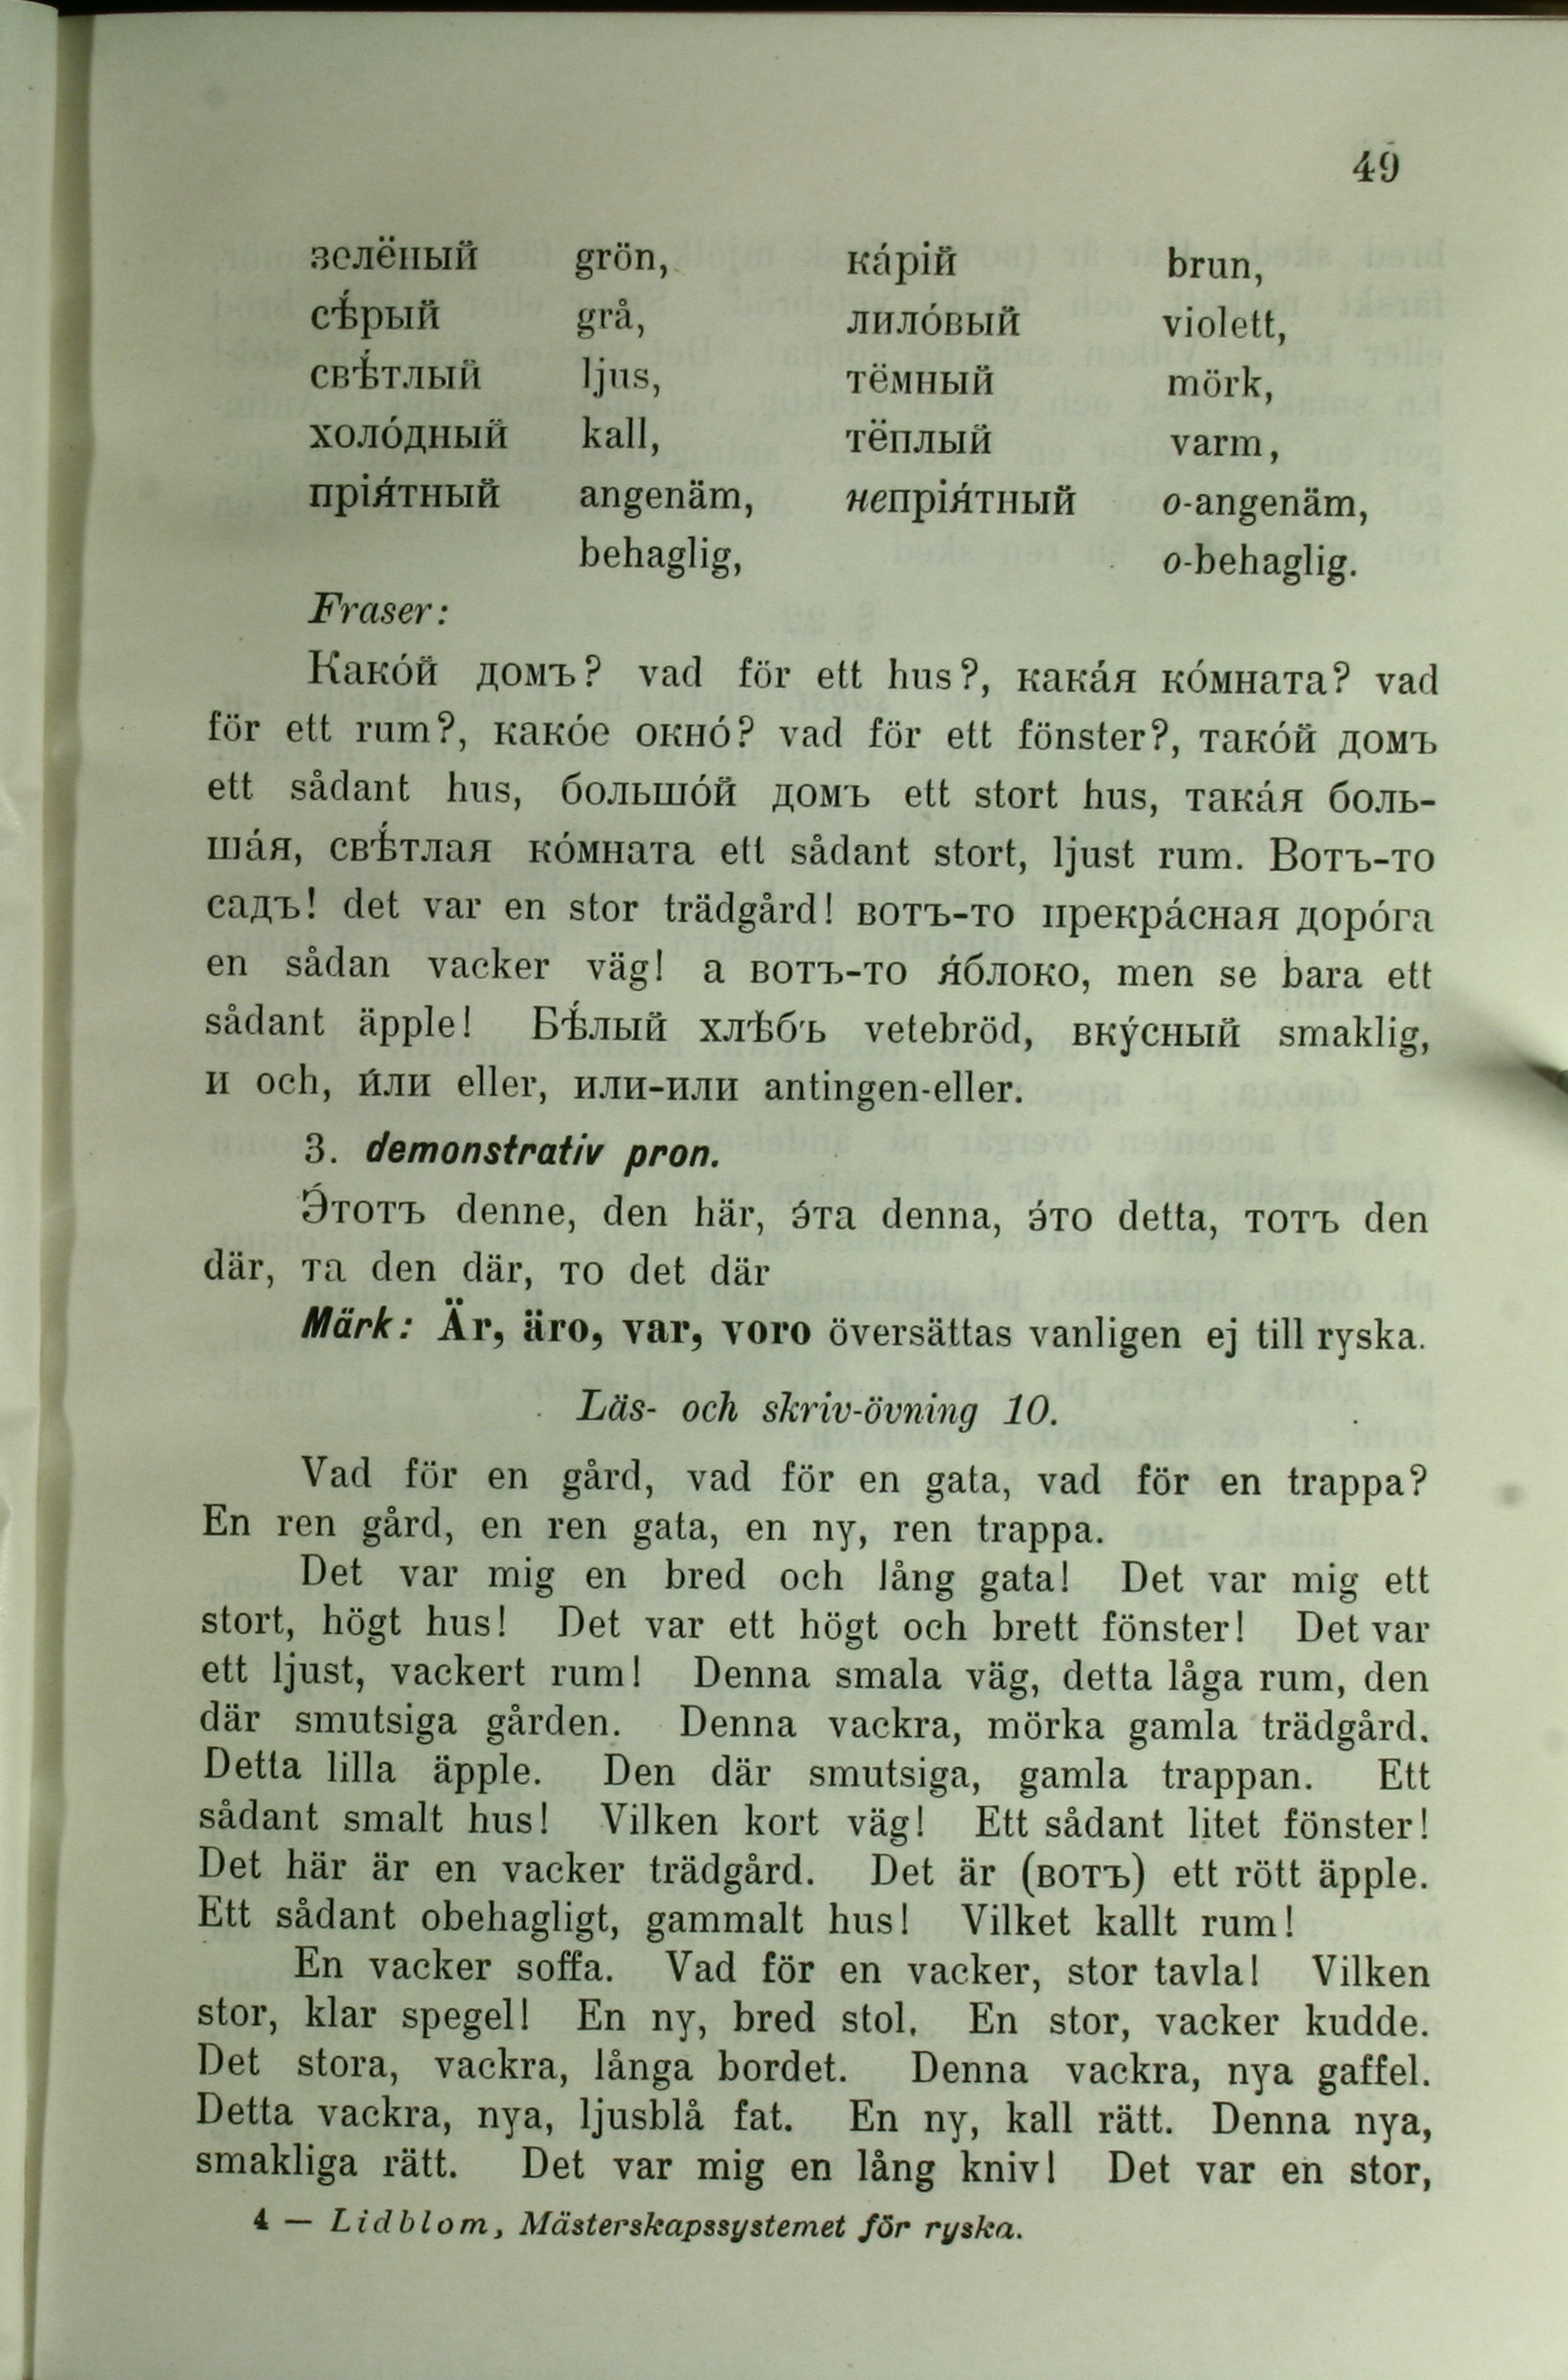 49
зелёный grön, ка́рій brun,
сѣ́рый grå, лило́вый violett,
свѣ́тлый ljus, тёмный mörk,
холо́дный kall, тёплый varm,
прія́тный angenäm, непрія́тный o-angenäm,
behaglig, o-behaglig.
Fraser:
Како́й домъ? vad för ett hus?, кака́я ко́мната? vad
för ett rum?, како́е окно́? vad för ett fönster?, тако́й домъ
ett sådant hus, большо́й домъ ett stort hus, така́я боль-
ша́я, свѣ́тлая ко́мната ett sådant stort, ljust rum. Вотъ-то
садъ! det var en stor trädgård! вотъ-то прекра́сная доро́га
en sådan vacker väg! а вотъ-то я́блоко, men se bara ett
sådant äpple! Бѣ́лый хлѣбъ vetebröd, вку́сный smaklig,
и och, и́ли eller, или-или antingen-eller.
3. demonstrativ pron.
Э́тотъ denne, den här, э́та denna, э́то detta, тотъ den
där, та den där, то det där
Märk: Är, äro, var, voro översättas vanligen ej till ryska.
Läs- och skriv-övning 10.
Vad för en gård, vad för en gata, vad för en trappa?
En ren gård, en ren gata, en ny, ren trappa.
Det var mig en bred och lång gata! Det var mig ett
stort, högt hus! Det var ett högt och brett fönster! Det var
ett ljust, vackert rum! Denna smala väg, detta låga rum, den
där smutsiga gården. Denna vackra, mörka gamla trädgård.
Detta lilla äpple. Den där smutsiga, gamla trappan. Ett
sådant smalt hus! Vilken kort väg! Ett sådant litet fönster!
Det här är en vacker trädgård. Det är (вотъ) ett rött äpple.
Ett sådant obehagligt, gammalt hus! Vilket kallt rum!
En vacker soffa. Vad för en vacker, stor tavla! Vilken
stor, klar spegel! En ny, bred stol. En stor, vacker kudde.
Det stora, vackra, långa bordet. Denna vackra, nya gaffel.
Detta vackra, nya, ljusblå fat. En ny, kall rätt. Denna nya,
smakliga rätt. Det var mig en lång kniv! Det var en stor,
4 — Lidblom, Mästerskapssystemet för ryska.